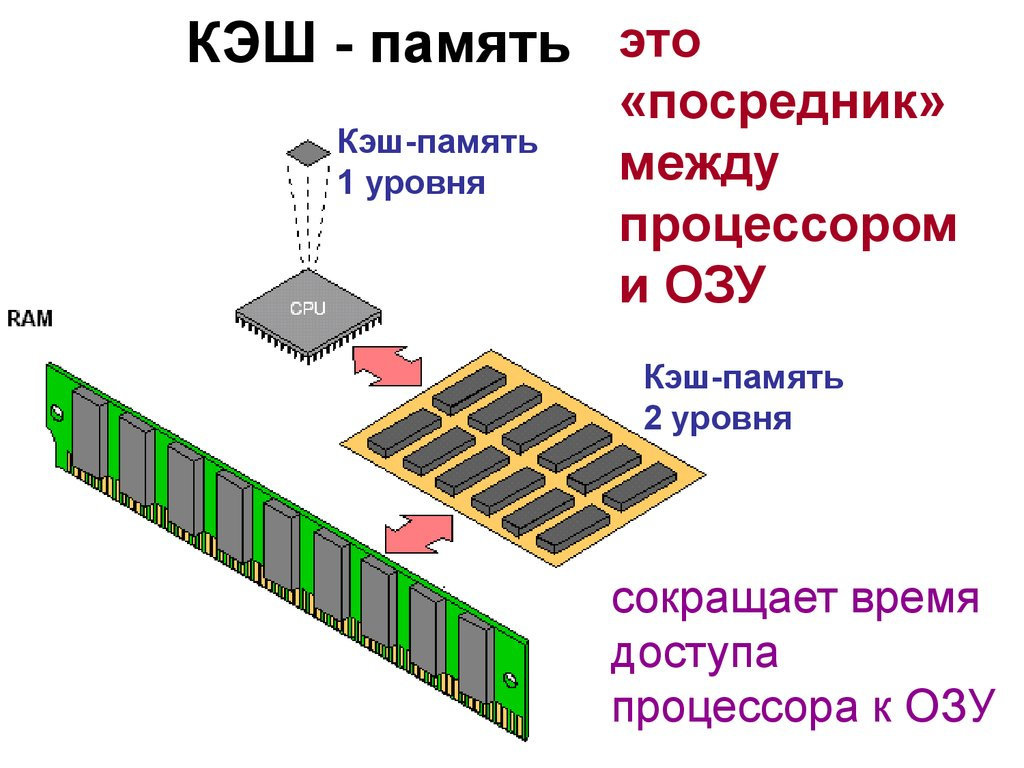 КЭШ - память
это
«посредник»
между
процессором
и ОЗУ
Кэш-память
1 уровня
CPU
RAM
Кэш-память
2 уровня
сокращает время
доступа
процессора к ОЗУ